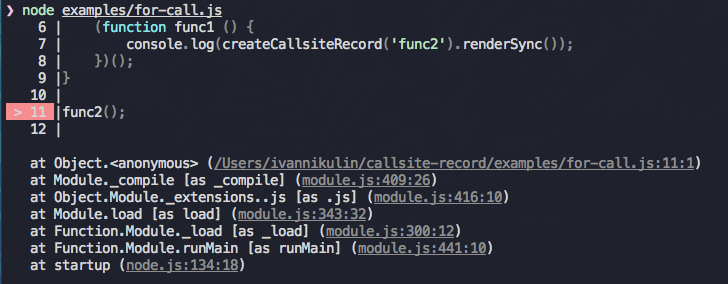 ❯ node examples/for-call.js
6 |    (function func1 () {
7 |        console.log(createCallsiteRecord('func2').renderSync());
8 |    })();
9 |}
10 |
> 11 |func2();
12 |
at Object.<anonymous> (/Users/ivannikulin/callsite-record/examples/for-call.js:11:1)
at Module._compile [as _compile] (module.js:409:26)
at Object.Module._extensions..js [as .js] (module.js:416:10)
at Module.load [as load] (module.js:343:32)
at Function.Module._load [as _load] (module.js:300:12)
at Function.Module.runMain [as runMain] (module.js:441:10)
at startup (node.js:134:18)